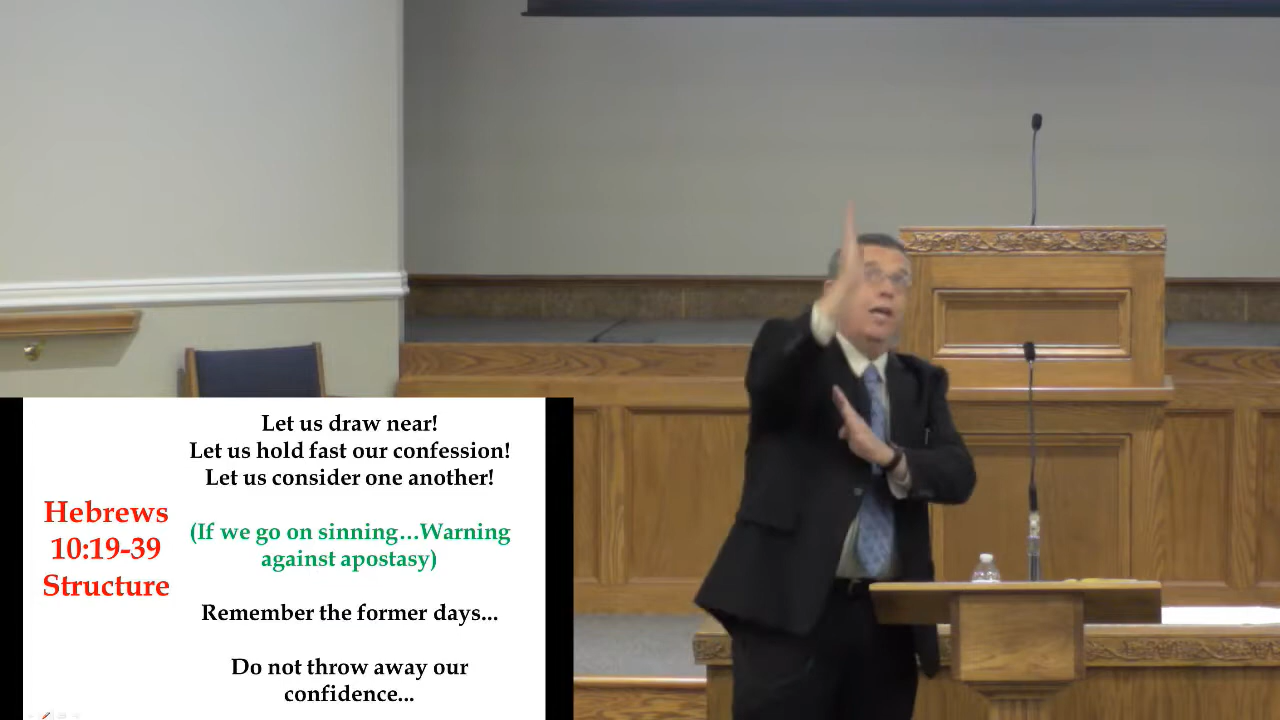 Let us draw near!
Let us hold fast our confession!
Let us consider one another!
Hebrews
10:19-39
Structure
(If we go on sinning...Warning
against apostasy)
Remember the former days...
Do not throw away our
confidence...